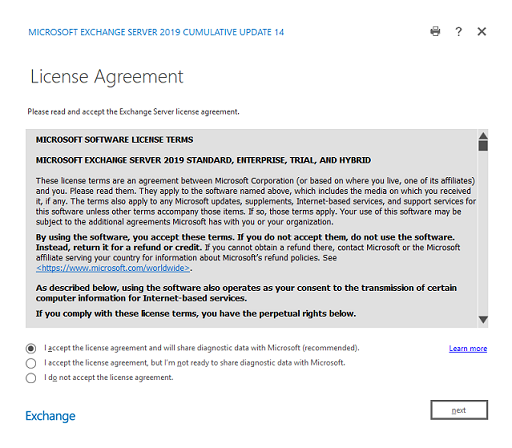 MICROSOFT EXCHANGE SERVER 2019 CUMULATIVE UPDATE 14
?
License Agreement
Please read and accept the Exchange Server license agreement.
MICROSOFT SOFTWARE LICENSE TERMS
MICROSOFT EXCHANGE SERVER 2019 STANDARD, ENTERPRISE, TRIAL, AND HYBRID
These license terms are an agreement between Microsoft Corporation (or based on where you live, one of its affiliates)
and you. Please read them. They apply to the software named above, which includes the media on which you received
it, if any. The terms also apply to any Microsoft updates, supplements, Internet-based services, and support services for
this software unless other terms accompany those items. If so, those terms apply. Your use of this software may be
subject to the additional agreements Microsoft has with you or your organization.
By using the software, you accept these terms. If you do not accept them, do not use the software.
Instead, return it for a refund or credit. If you cannot obtain a refund there, contact Microsoft or the Microsoft
affiliate serving your country for information about Microsoft's refund policies. See
<https://www.microsoft.com/worldwide>.
As described below, using the software also operates as your consent to the transmission of certain
computer information for Internet-based services.
If you comply with these license terms, you have the perpetual rights below.
I accept the license agreement and will share diagnostic data with Microsoft (recommended).
Learn more
I accept the license agreement, but I'm not ready to share diagnostic data with Microsoft.
I do not accept the license agreement.
Exchange
next